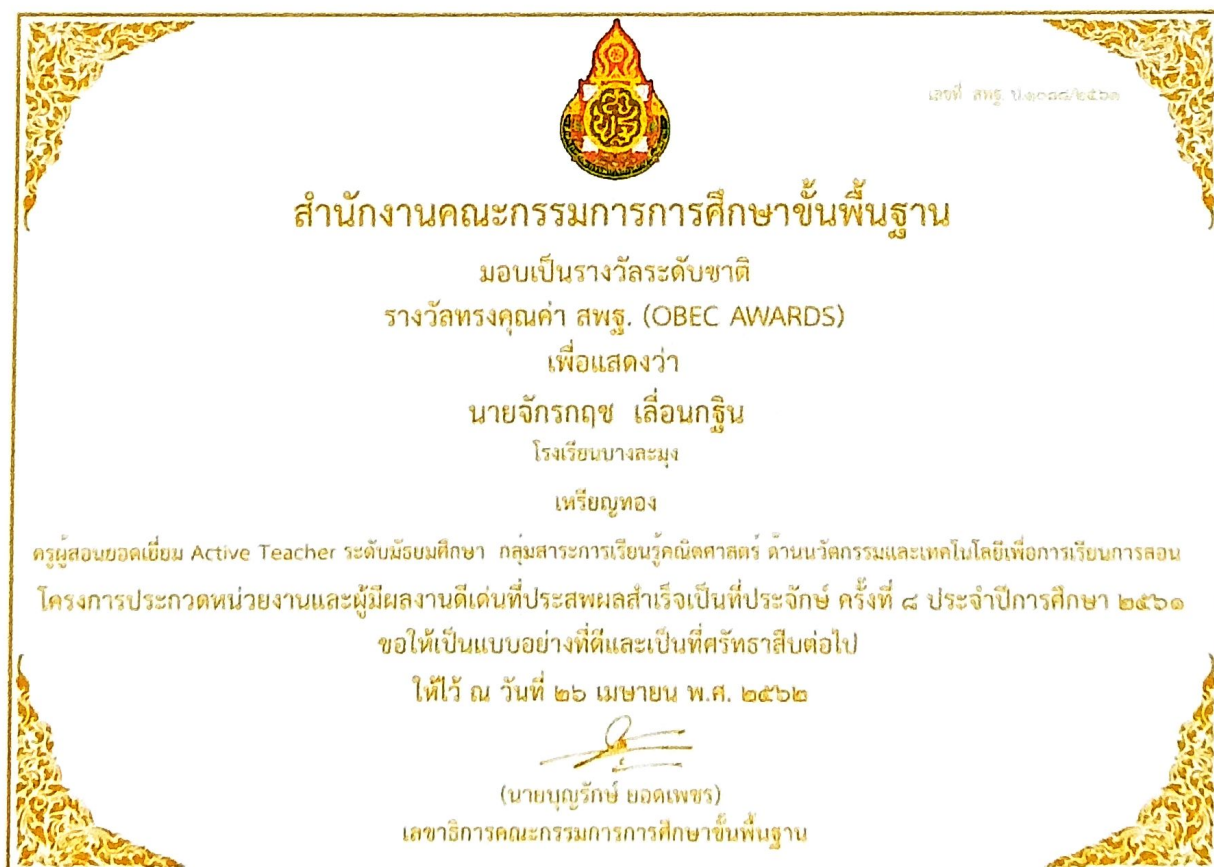 เลขที่ สพฐ.
สำนักงานคณะกรรมการการศึกษาขั้นพื้นฐาน
มอบเป็นรางวัลระดับชาติ
รางวัลทรงคุณค่า สพฐ. (OBEC AWARDS)
เพื่อแสดงว่า
นายจักรกฤช เลื่อนกฐิน
โรงเรียนบางละมุง
เหรียญทอง
ครูผู้สอนยอดเยี่ยม Active Teacher ระดับมัธยมศึกษา กลุ่มสาระการเรียนรู้คณิตศาสตร์ ด้านนวัตกรรมและเทคโนโลยีเพื่อการเรียนการสอน
โครงการประกวดหน่วยงานและผู้มีผลงานดีเด่นที่ประสพผลสำเร็จเป็นที่ประจักษ์ ครั้งที่ ๘ ประจำปีการศึกษา ๒๕๖๑
ขอให้เป็นแบบอย่างที่ดีและเป็นที่ศรัทธาสืบต่อไป
ให้ไว้ ณ วันที่ ๒๖ เมษายน พ.ศ. ๒๕๖๒
(นายบุญรักษ์ ยอดเพชร)
เลขาธิการคณะกรรมการการศึกษาขั้นพื้นฐาน